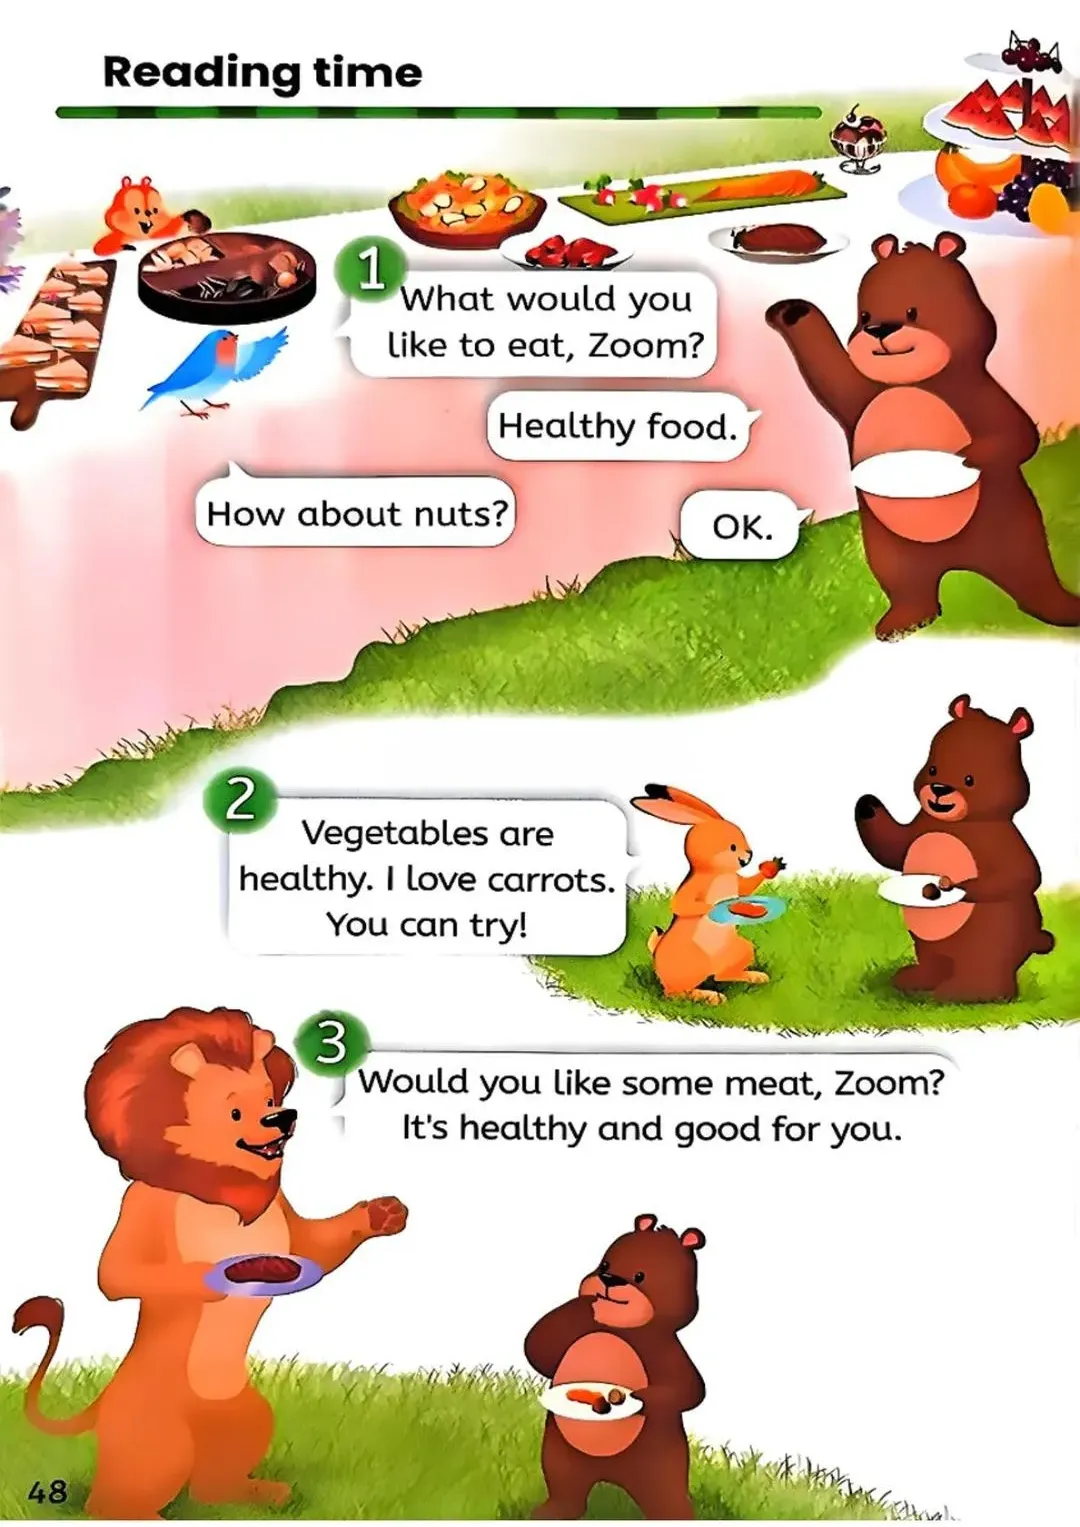 Reading time
1
What would you
like to eat, Zoom?
Healthy food.
How about nuts?
OK.
2
Vegetables are
healthy. I love carrots.
You can try!
3
Would you like some meat, Zoom?
It's healthy and good for you.
48